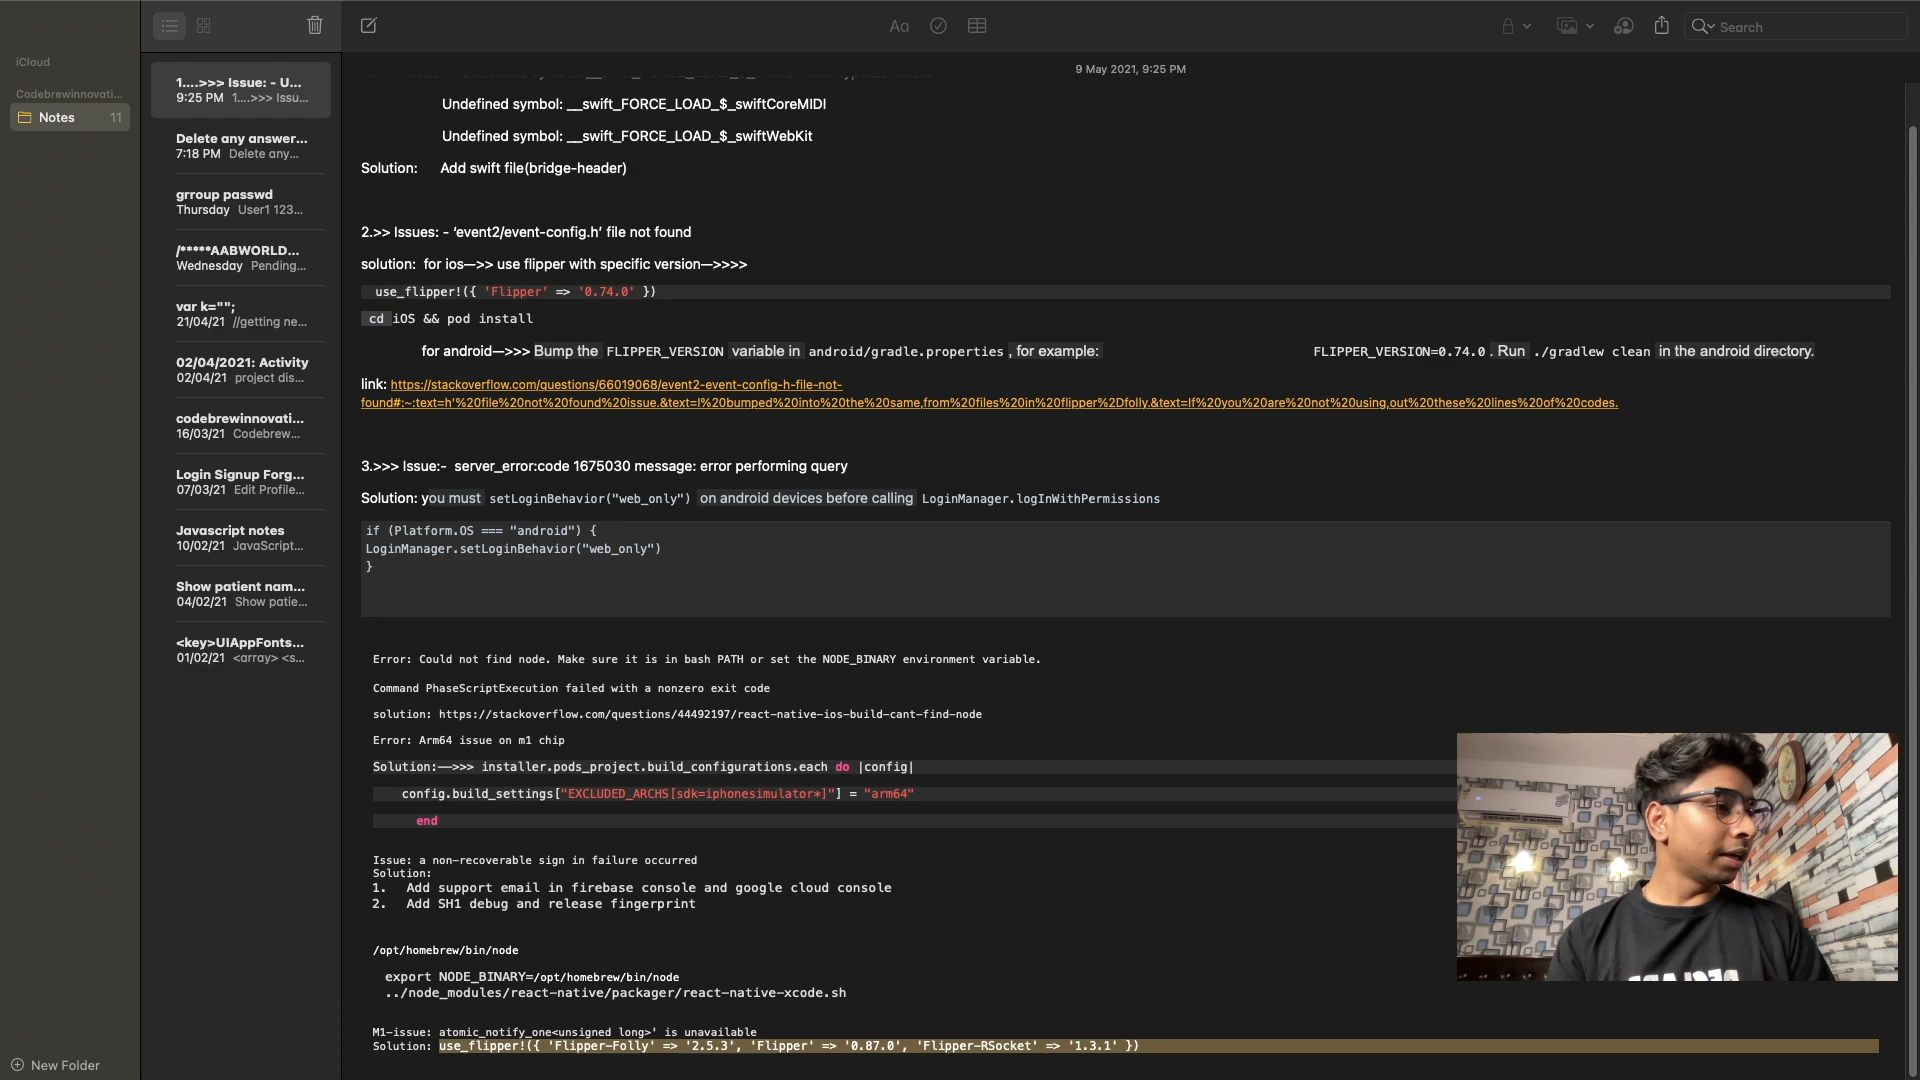 iCloud
Codebrewinnovati...
Notes 11
New Folder
1....>>> Issue: - U...
9:25 PM 1....>>> Issu...
Delete any answer...
7:18 PM Delete any...
grroup passwd
Thursday User1 123...
/*****AABWORLD...
Wednesday Pending...
var k="";
21/04/21 //getting ne...
02/04/2021: Activity
02/04/21 project dis...
codebrewinnovati...
16/03/21 Codebrew...
Login Signup Forg...
07/03/21 Edit Profile...
Javascript notes
10/02/21 JavaScript...
Show patient nam...
04/02/21 Show patie...
<key>UIAppFonts...
01/02/21 <array> <s...
Aa
Search
9 May 2021, 9:25 PM
Undefined symbol: __swift_FORCE_LOAD_$_swiftCoreMIDI
Undefined symbol: __swift_FORCE_LOAD_$_swiftWebKit
Solution: Add swift file(bridge-header)
2.>> Issues: - ‘event2/event-config.h’ file not found
solution: for ios—>> use flipper with specific version—>>>>
use_flipper!({ 'Flipper' => '0.74.0' })
cd iOS && pod install
for android—>>> Bump the FLIPPER_VERSION variable in android/gradle.properties , for example: FLIPPER_VERSION=0.74.0 . Run ./gradlew clean in the android directory.
link: https://stackoverflow.com/questions/66019068/event2-event-config-h-file-not-
found#:~:text=h'%20file%20not%20found%20issue.&text=I%20bumped%20into%20the%20same,from%20files%20in%20flipper%2Dfolly.&text=If%20you%20are%20not%20using,out%20these%20lines%20of%20codes.
3.>>> Issue:- server_error:code 1675030 message: error performing query
Solution: you must setLoginBehavior("web_only") on android devices before calling LoginManager.logInWithPermissions
if (Platform.OS === "android") {
LoginManager.setLoginBehavior("web_only")
}
Error: Could not find node. Make sure it is in bash PATH or set the NODE_BINARY environment variable.
Command PhaseScriptExecution failed with a nonzero exit code
solution: https://stackoverflow.com/questions/44492197/react-native-ios-build-cant-find-node
Error: Arm64 issue on m1 chip
Solution:—–>>> installer.pods_project.build_configurations.each do |config|
config.build_settings["EXCLUDED_ARCHS[sdk=iphonesimulator*]"] = "arm64"
end
Issue: a non-recoverable sign in failure occurred
Solution:
1. Add support email in firebase console and google cloud console
2. Add SH1 debug and release fingerprint
/opt/homebrew/bin/node
export NODE_BINARY=/opt/homebrew/bin/node
../node_modules/react-native/packager/react-native-xcode.sh
M1-issue: atomic_notify_one<unsigned long>' is unavailable
Solution: use_flipper!({ 'Flipper-Folly' => '2.5.3', 'Flipper' => '0.87.0', 'Flipper-RSocket' => '1.3.1' })